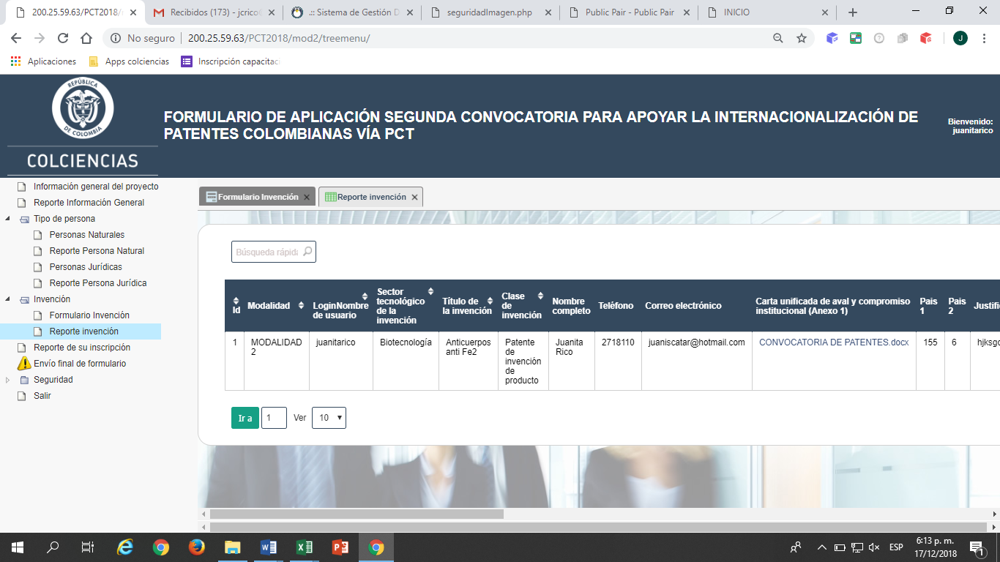 200.25.59.63/PCT2018/
Recibidos (173) - jcrico
.:: Sistema de Gestión D
seguridadImagen.php
Public Pair - Public Pair
INICIO
No seguro
200.25.59.63/PCT2018/mod2/treemenu/
J
Aplicaciones
Apps colciencias
Inscripción capacitaci
REPÚBLICA
DE COLOMBIA
COLCIENCIAS
FORMULARIO DE APLICACIÓN SEGUNDA CONVOCATORIA PARA APOYAR LA INTERNACIONALIZACIÓN DE
PATENTES COLOMBIANAS VÍA PCT
Bienvenido:
juanitarico
Información general del proyecto
Reporte Información General
Tipo de persona
Personas Naturales
Reporte Persona Natural
Personas Jurídicas
Reporte Persona Jurídica
Invención
Formulario Invención
Reporte invención
Reporte de su inscripción
Envío final de formulario
Seguridad
Salir
Formulario Invención
Reporte invención
Búsqueda rápida
Id
Modalidad
LoginNombre
de usuario
Sector
tecnológico
de la
invención
Título de
la invención
Clase
de
invención
Nombre
completo
Teléfono
Correo electrónico
Carta unificada de aval y compromiso
institucional (Anexo 1)
Pais
1
Pais
2
Justific
1
MODALIDAD
2
juanitarico
Biotecnología
Anticuerpos
anti Fe2
Patente
de
invención
de
producto
Juanita
Rico
2718110
juaniscatar@hotmail.com
CONVOCATORIA DE PATENTES.docx
155
6
hjksgd
Ir a
1
Ver
10
ESP
6:13 p. m.
17/12/2018
1